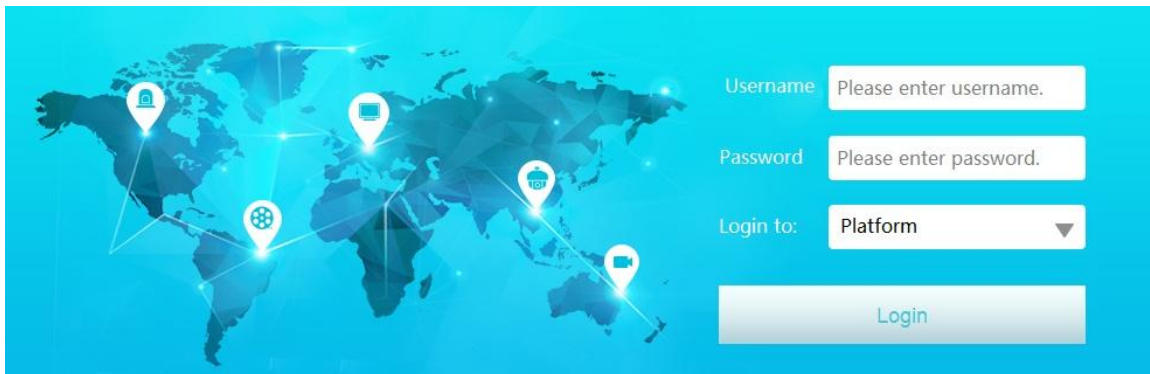 Username
Please enter username.
Password
Please enter password.
Login to:
Platform
Login